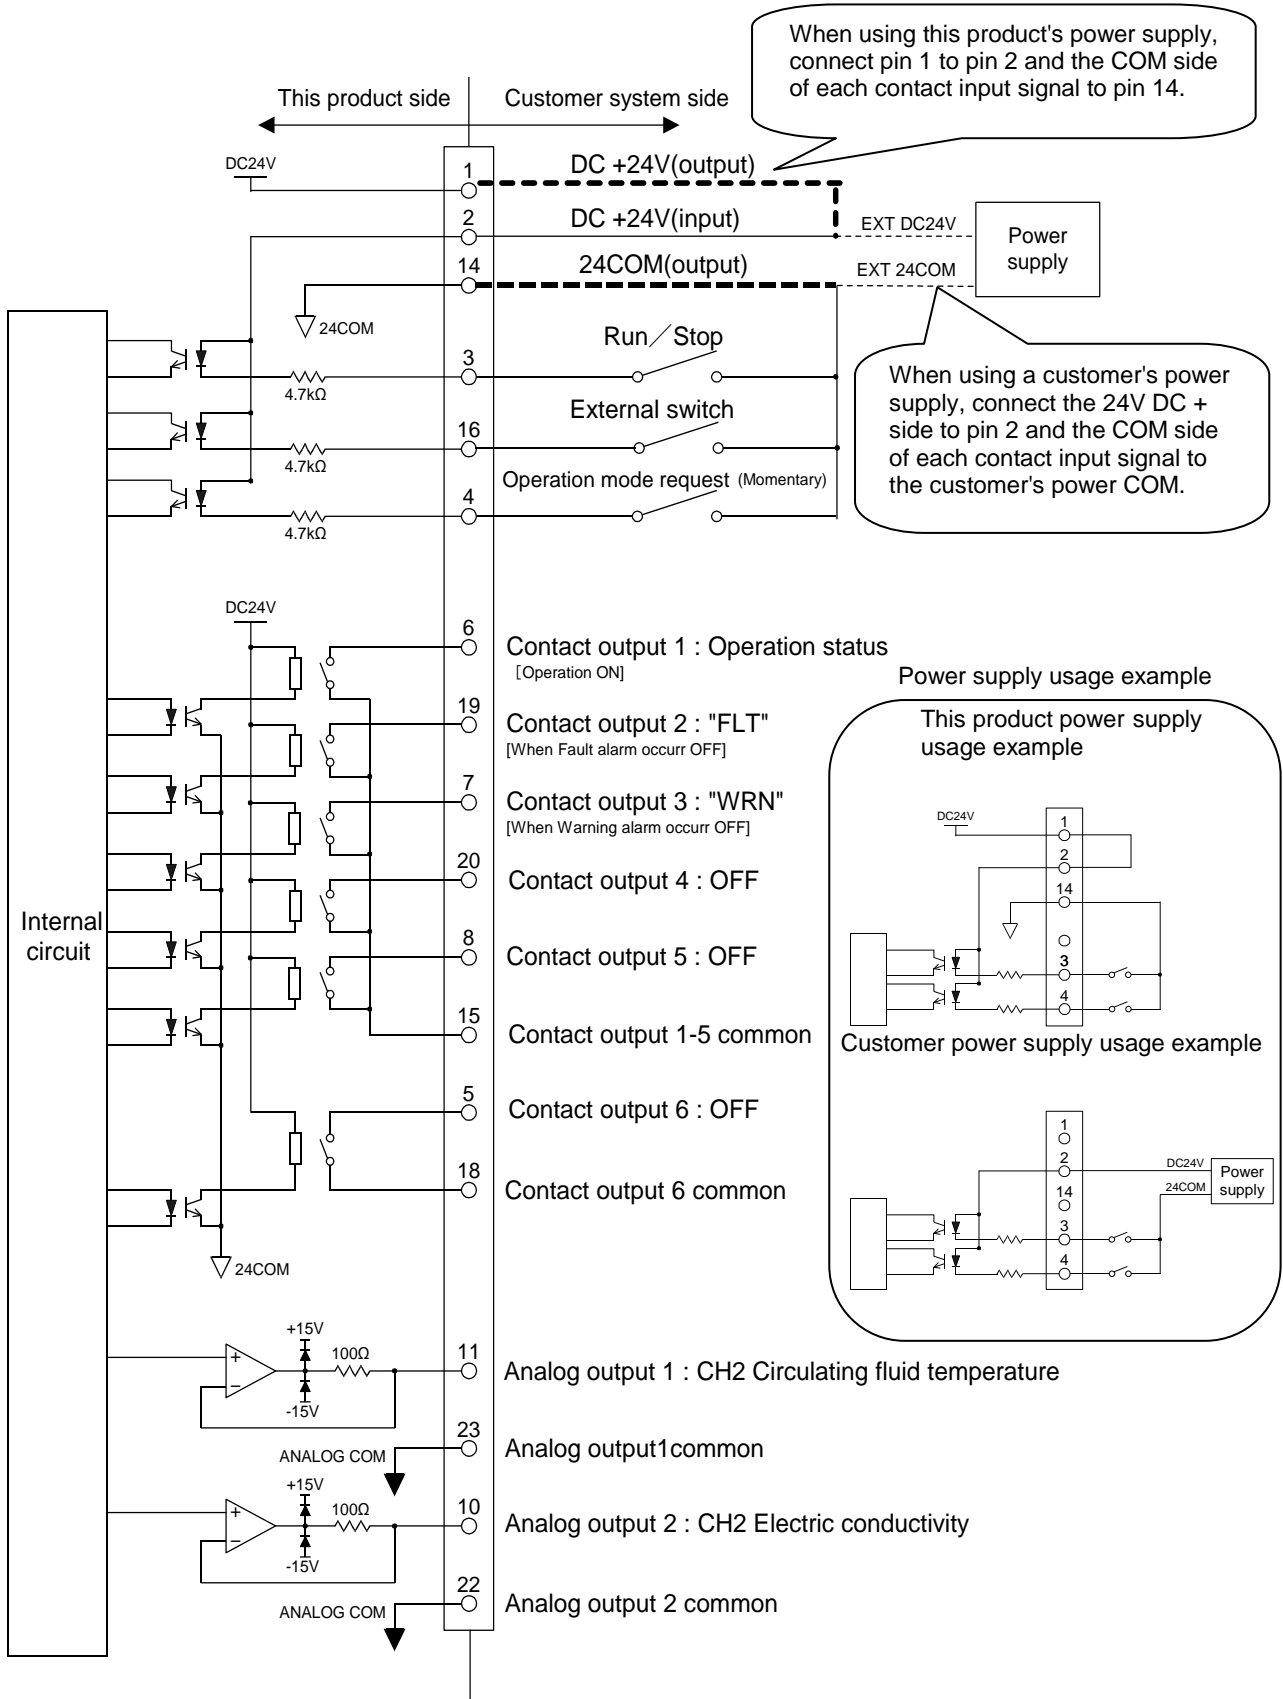 When using this product's power supply,
connect pin 1 to pin 2 and the COM side
of each contact input signal to pin 14.
This product side
Customer system side
DC24V
1
DC +24V(output)
2
DC +24V(input)
EXT DC24V
Power
supply
14
24COM(output)
EXT 24COM
24COM
Run／Stop
3
4.7kΩ
When using a customer's power
supply, connect the 24V DC +
side to pin 2 and the COM side
of each contact input signal to
the customer's power COM.
External switch
16
4.7kΩ
Operation mode request (Momentary)
4
4.7kΩ
DC24V
6
Contact output 1 : Operation status
［Operation ON]
19
Contact output 2 : "FLT"
[When Fault alarm occurr OFF]
7
Contact output 3 : "WRN"
[When Warning alarm occurr OFF]
20
Contact output 4 : OFF
8
Contact output 5 : OFF
15
Contact output 1-5 common
5
Contact output 6 : OFF
18
Contact output 6 common
24COM
Internal
circuit
Power supply usage example
This product power supply
usage example
DC24V
1
2
14
3
4
Customer power supply usage example
1
2
DC24V
Power
supply
14
24COM
3
4
+15V
100Ω
+
−
-15V
11
Analog output 1 : CH2 Circulating fluid temperature
23
ANALOG COM
Analog output1common
+15V
100Ω
+
−
-15V
10
Analog output 2 : CH2 Electric conductivity
22
ANALOG COM
Analog output 2 common